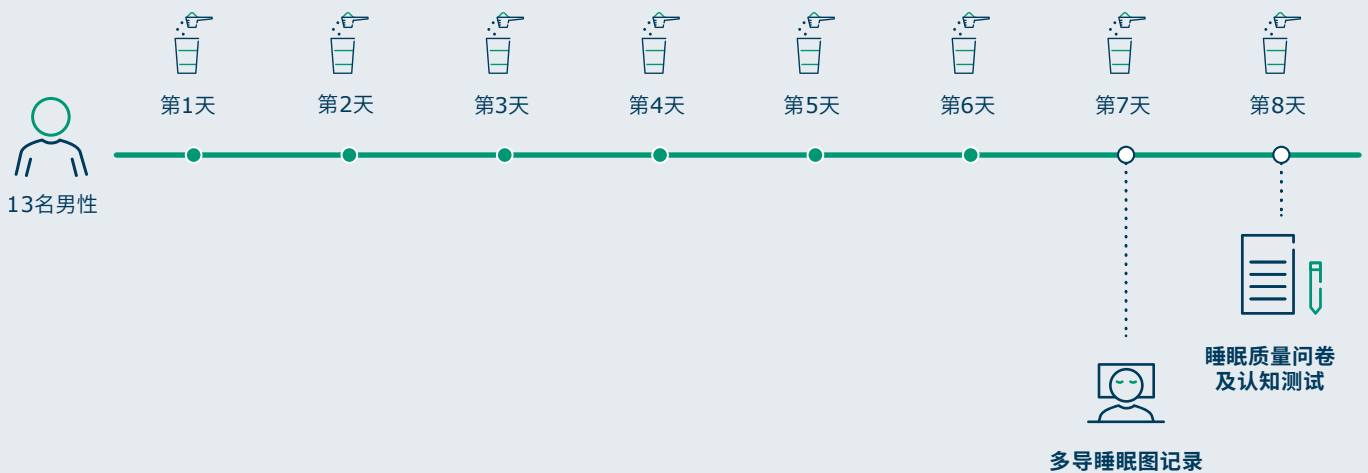 第1天
第2天
第3天
第4天
第5天
第6天
第7天
第8天
13名男性
睡眠质量问卷
及认知测试
多导睡眠图记录